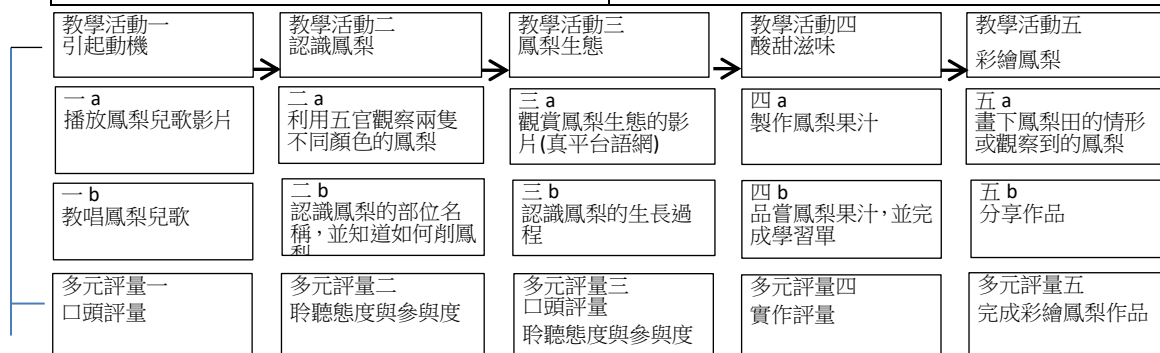 教學活動一
引起動機
教學活動二
認識鳳梨
教學活動三
鳳梨生態
教學活動四
酸甜滋味
教學活動五
彩繪鳳梨
一 a
播放鳳梨兒歌影片
二 a
利用五官觀察兩隻
不同顏色的鳳梨
三 a
觀賞鳳梨生態的影
片(真平台語網)
四 a
製作鳳梨果汁
五 a
畫下鳳梨田的情形
或觀察到的鳳梨
一 b
教唱鳳梨兒歌
二 b
認識鳳梨的部位名
稱，並知道如何削鳳
梨
三 b
認識鳳梨的生長過
程
四 b
品嘗鳳梨果汁，並完
成學習單
五 b
分享作品
多元評量一
口頭評量
多元評量二
聆聽態度與參與度
多元評量三
口頭評量
聆聽態度與參與度
多元評量四
實作評量
多元評量五
完成彩繪鳳梨作品